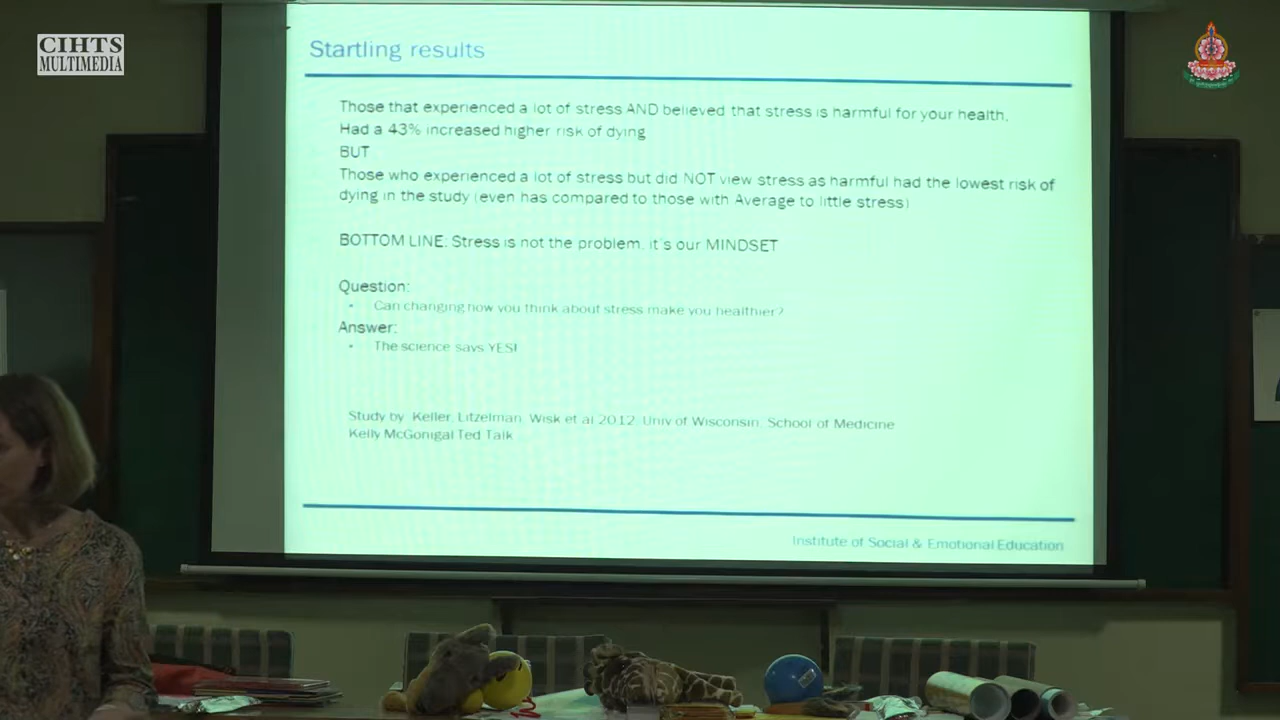 CIHTS
MULTIMEDIA
Startling results
Those that experienced a lot of stress AND believed that stress is harmful for your health,
Had a 43% increased higher risk of dying
BUT
Those who experienced a lot of stress but did NOT view stress as harmful had the lowest risk of
dying in the study (even has compared to those with Average to little stress)
BOTTOM LINE: Stress is not the problem, it's our MINDSET
Question:
• Can changing how you think about stress make you healthier?
Answer:
• The science says YES!
Study by Keller, Litzelman, Wisk et al 2012, Univ of Wisconsin, School of Medicine
Kelly McGonigal Ted Talk
Institute of Social & Emotional Education